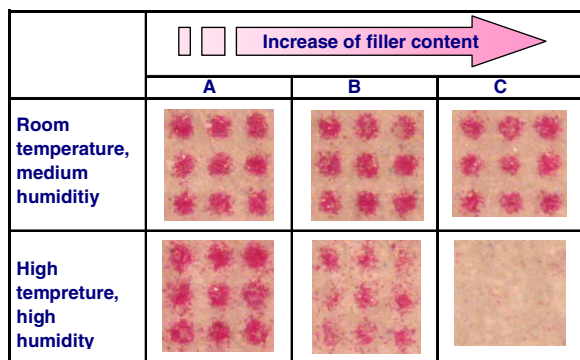 Increase of filler content
A B C
Room
temperature,
medium
humiditiy
High
tempreture,
high
humidity